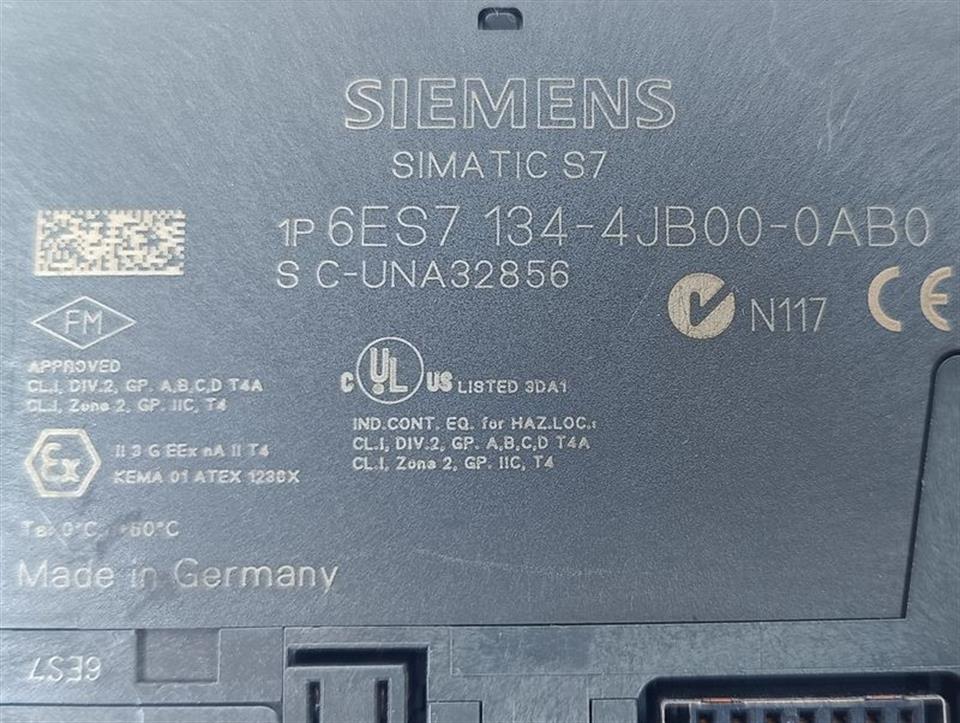 SIEMENS
SIMATIC S7
1P 6ES7 134-4JB00-0AB0
S C-UNA32856
N117
CE
FM
APPROVED
CL.I, DIV.2, GP. A,B,C,D T4A
CL.I, Zone 2, GP. IIC, T4
C UL US LISTED 3DA1
IND.CONT. EQ. for HAZ.LOC.:
CL.I, DIV.2, GP. A,B,C,D T4A
CL.I, Zone 2, GP. IIC, T4
Ex
II 3 G EEx nA II T4
KEMA 01 ATEX 1238X
0°C +60°C
Made in Germany
6ES7